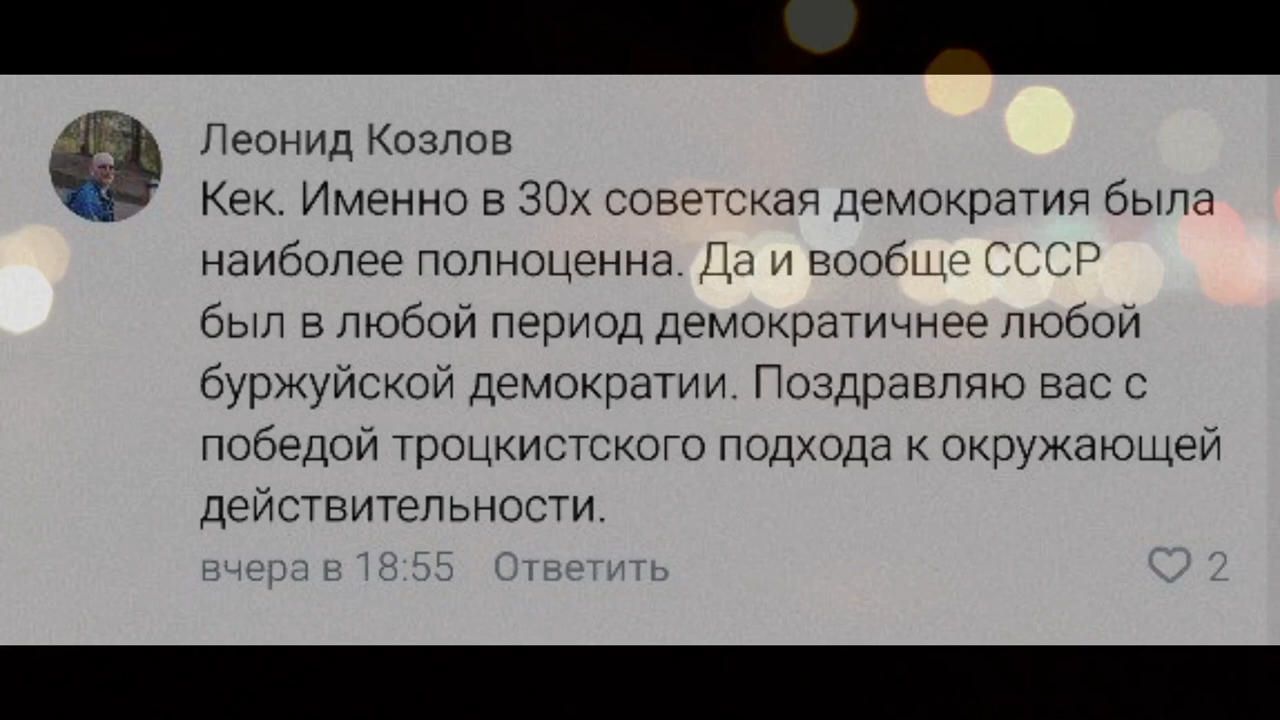 Леонид Козлов
Кек. Именно в 30х советская демократия была
наиболее полноценна. Да и вообще СССР
был в любой период демократичнее любой
буржуйской демократии. Поздравляю вас с
победой троцкистского подхода к окружающей
действительности.
вчера в 18:55 Ответить 2